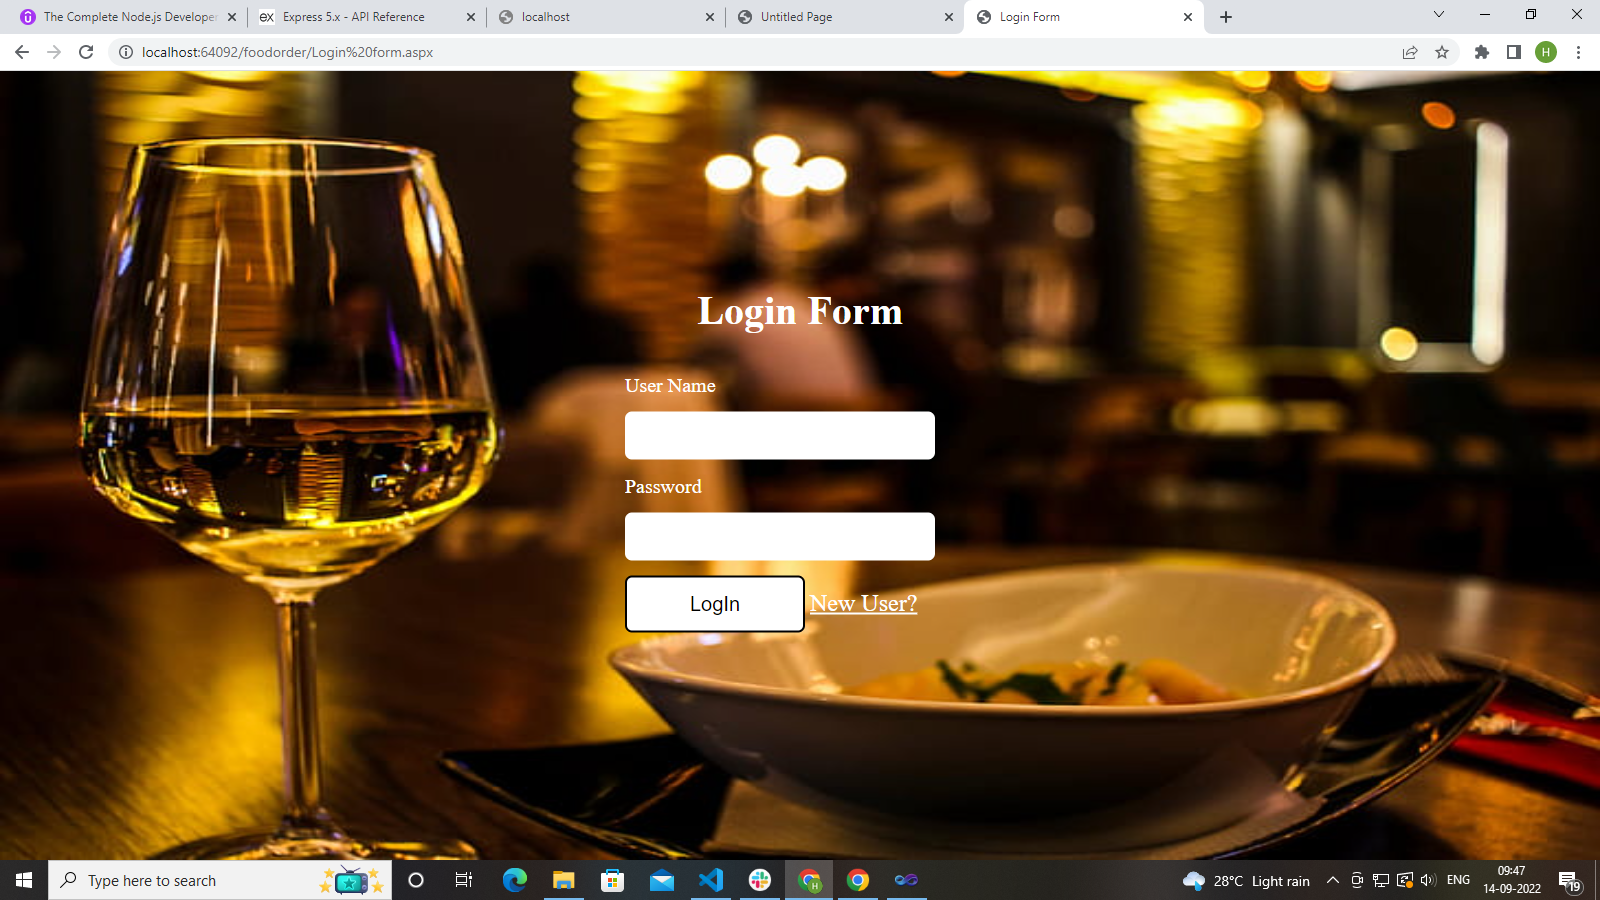 The Complete Node.js Developer
ex
Express 5.x - API Reference
localhost
Untitled Page
Login Form
localhost:64092/foodorder/Login%20form.aspx
H
Login Form
User Name
Password
LogIn
New User?
Type here to search
H
28°C Light rain
ENG
09:47
14-09-2022
19